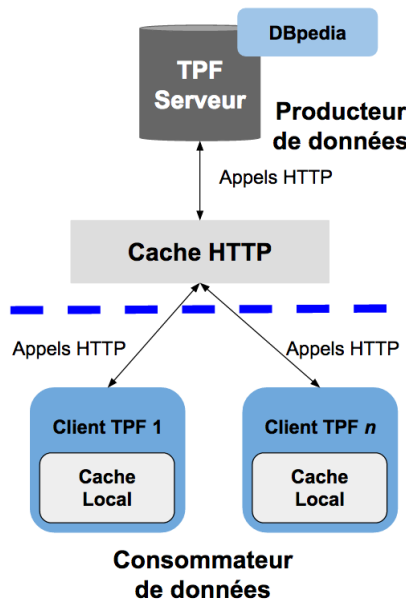 DBpedia
TPF
Serveur
Producteur
de données
Appels HTTP
Cache HTTP
Appels HTTP
Appels HTTP
Client TPF 1
Client TPF n
Cache
Local
Cache
Local
Consommateur
de données